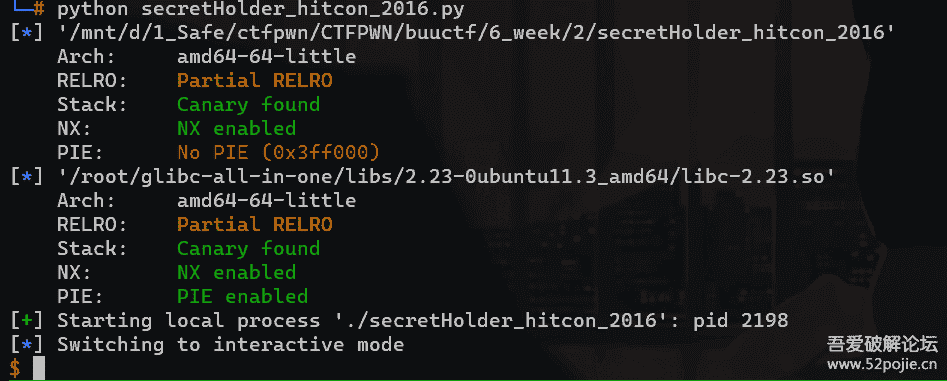 └─# python secretHolder_hitcon_2016.py
[*] '/mnt/d/1_Safe/ctfpwn/CTFPWN/buuctf/6_week/2/secretHolder_hitcon_2016'
    Arch:     amd64-64-little
    RELRO:    Partial RELRO
    Stack:    Canary found
    NX:       NX enabled
    PIE:      No PIE (0x3ff000)
[*] '/root/glibc-all-in-one/libs/2.23-0ubuntu11.3_amd64/libc-2.23.so'
    Arch:     amd64-64-little
    RELRO:    Partial RELRO
    Stack:    Canary found
    NX:       NX enabled
    PIE:      PIE enabled
[+] Starting local process './secretHolder_hitcon_2016': pid 2198
[*] Switching to interactive mode
$
吾爱破解论坛
www.52pojie.cn